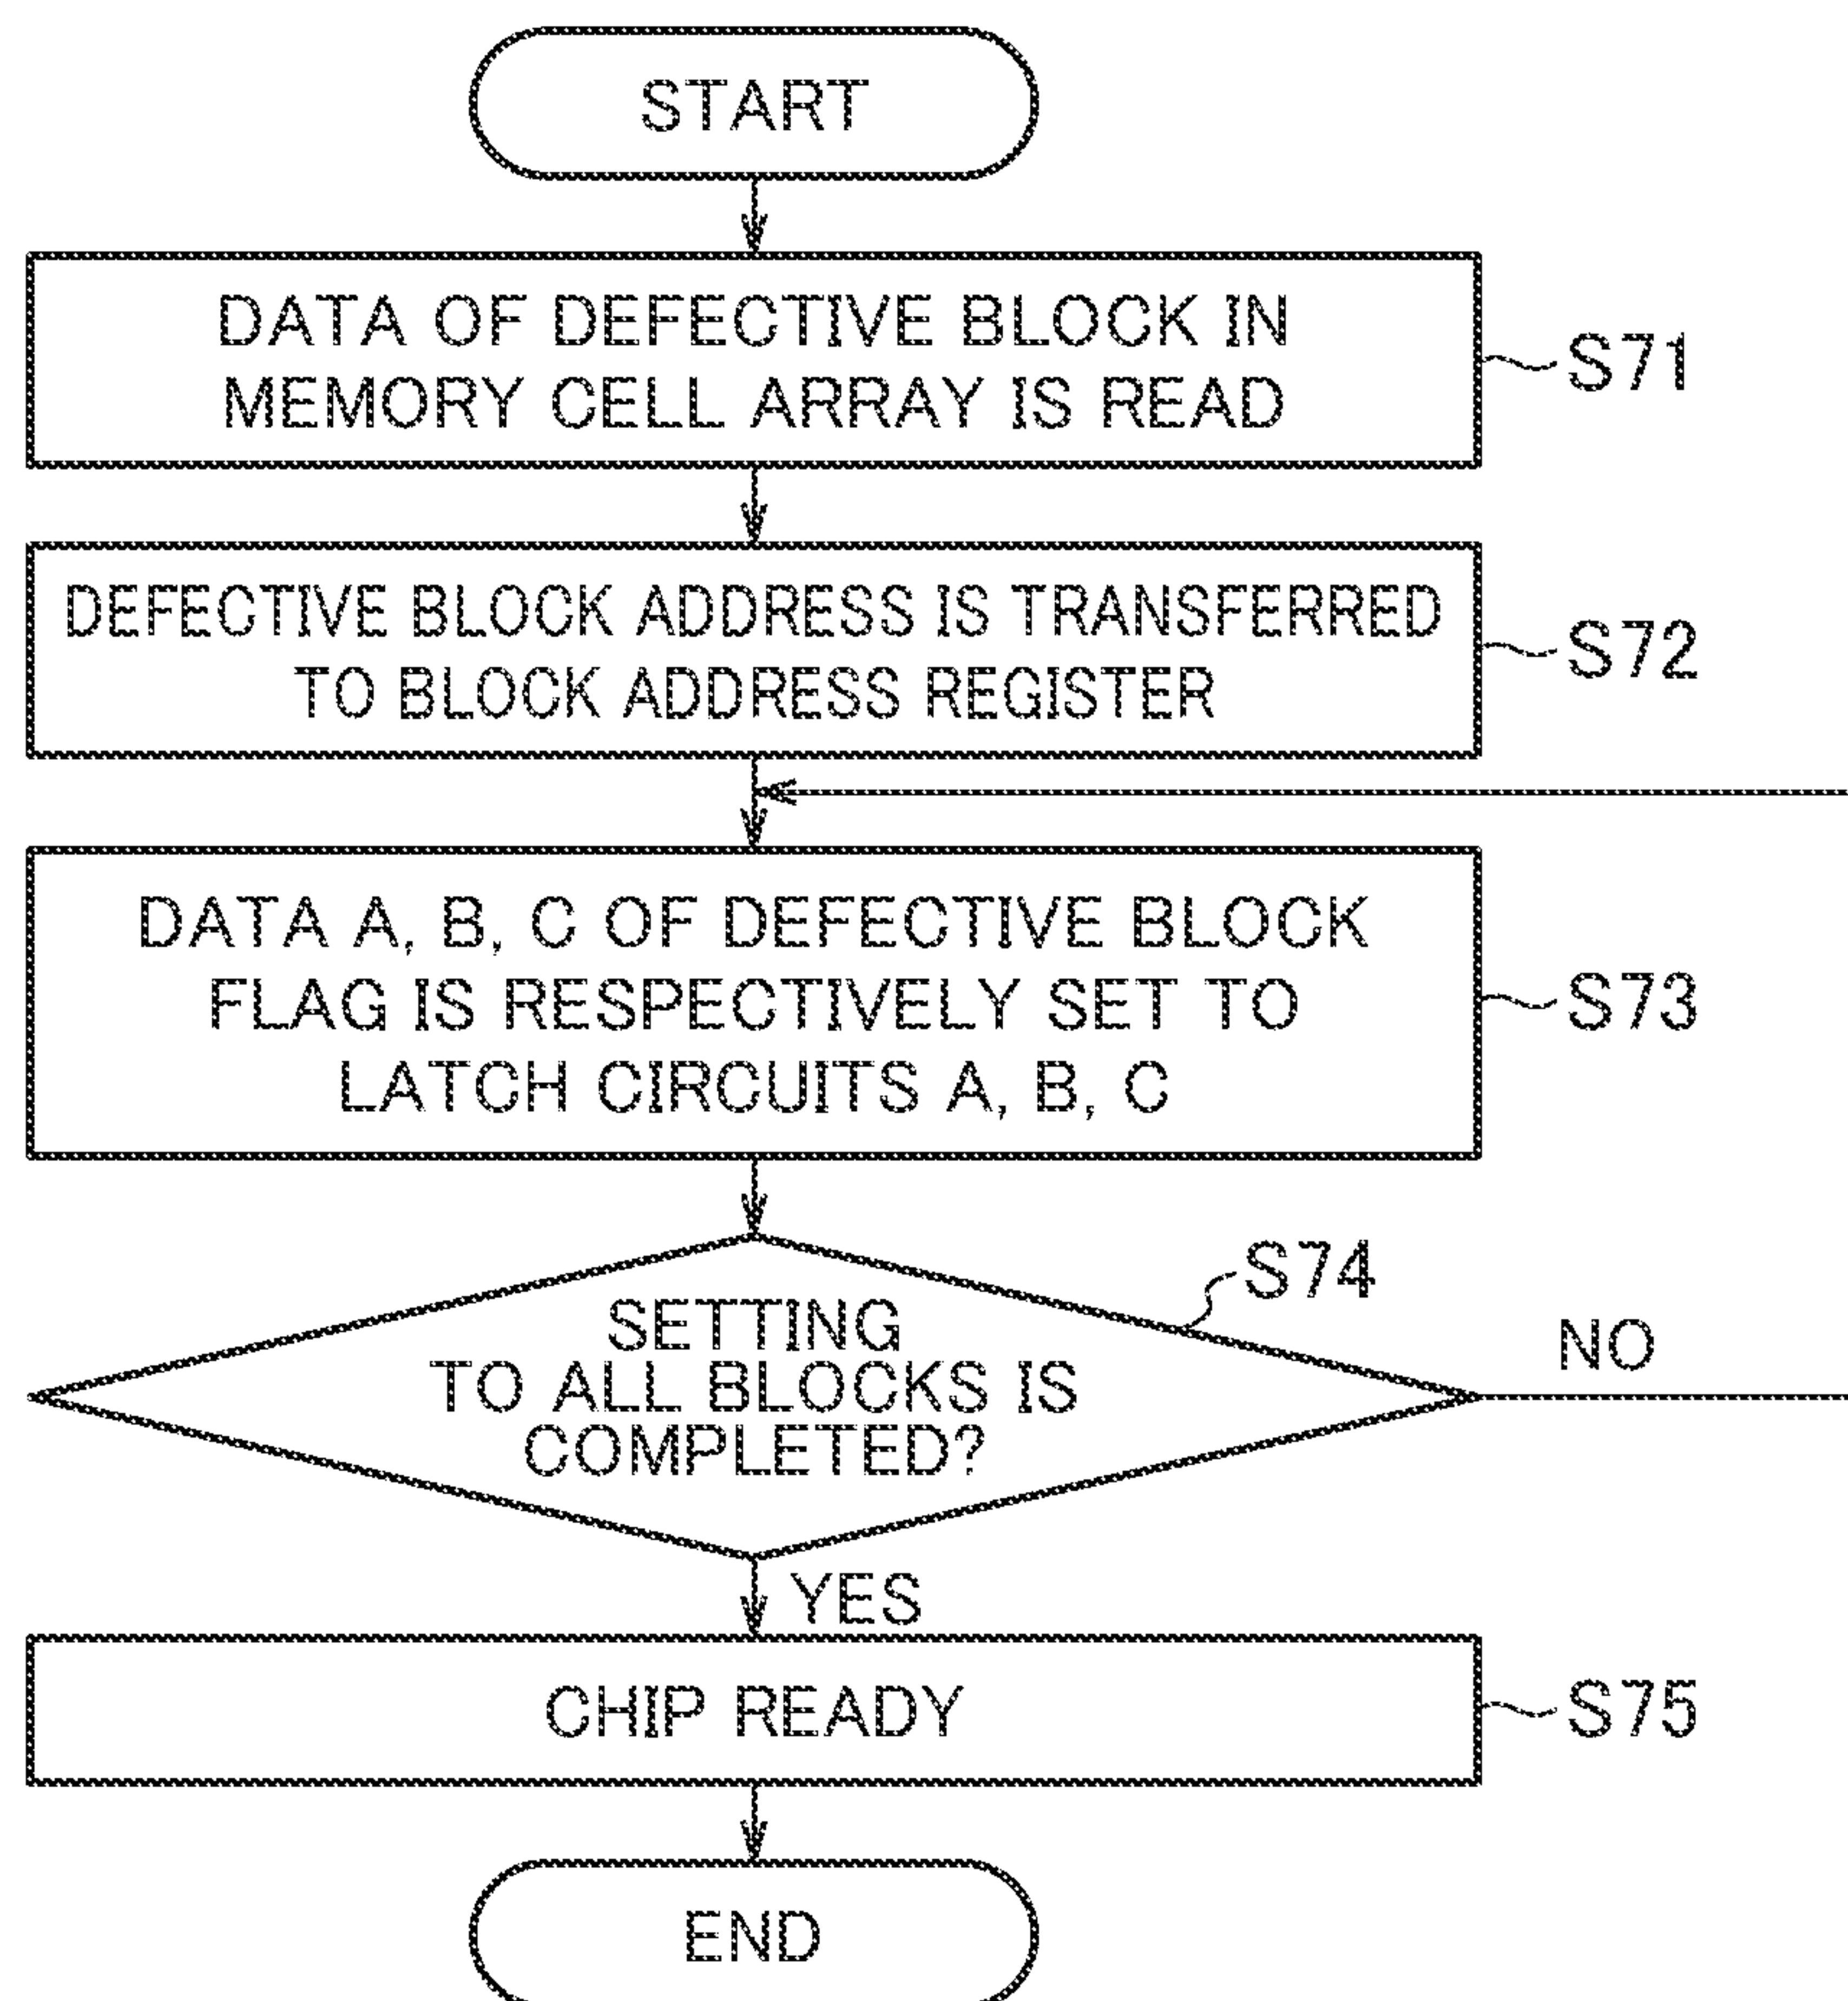 START
DATA OF DEFECTIVE BLOCK IN
MEMORY CELL ARRAY IS READ
S71
DEFECTIVE BLOCK ADDRESS IS TRANSFERRED
TO BLOCK ADDRESS REGISTER
S72
DATA A, B, C OF DEFECTIVE BLOCK
FLAG IS RESPECTIVELY SET TO
LATCH CIRCUITS A, B, C
S73
S74
SETTING
TO ALL BLOCKS IS
COMPLETED?
NO
YES
CHIP READY
S75
END